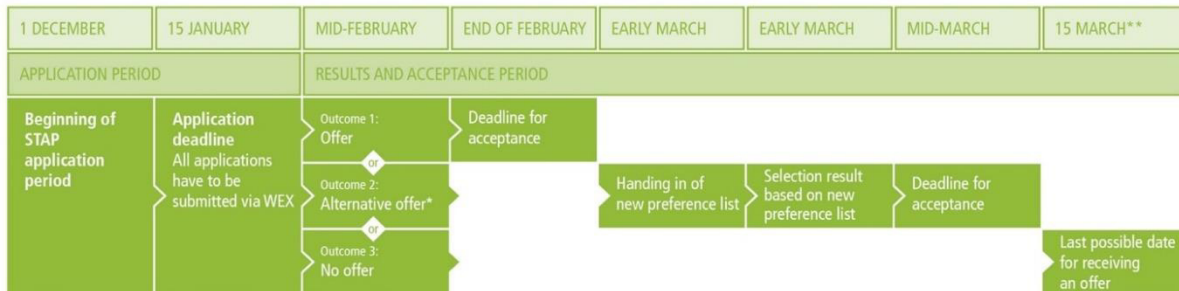 1 DECEMBER
15 JANUARY
MID-FEBRUARY
END OF FEBRUARY
EARLY MARCH
EARLY MARCH
MID-MARCH
15 MARCH**
APPLICATION PERIOD
RESULTS AND ACCEPTANCE PERIOD
Beginning of
STAP
application
period
Application
deadline
All applications
have to be
submitted via WEX
Outcome 1:
Offer
or
Outcome 2:
Alternative offer*
or
Outcome 3:
No offer
Deadline for
acceptance
Handing in of
new preference list
Selection result
based on new
preference list
Deadline for
acceptance
Last possible date
for receiving
an offer